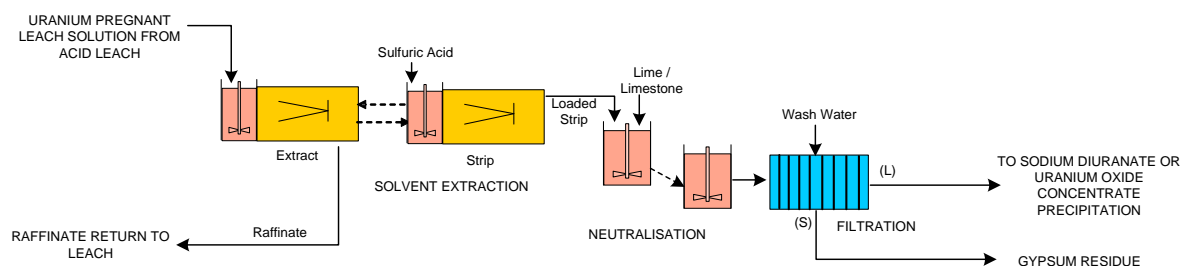 URANIUM PREGNANT
LEACH SOLUTION FROM
ACID LEACH
Sulfuric Acid
Lime /
Limestone
Loaded
Strip
Wash Water
Extract
Strip
SOLVENT EXTRACTION
(L)
TO SODIUM DIURANATE OR
URANIUM OXIDE
CONCENTRATE
PRECIPITATION
Raffinate
RAFFINATE RETURN TO
LEACH
NEUTRALISATION
(S)
FILTRATION
GYPSUM RESIDUE